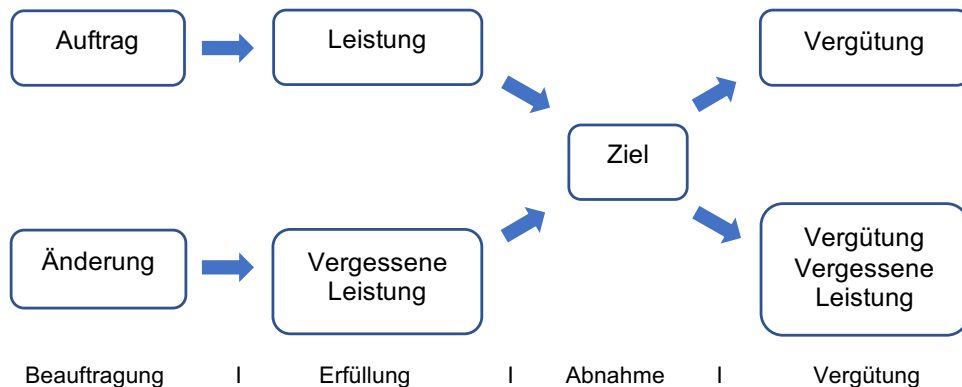 Auftrag
Leistung
Vergütung
Ziel
Änderung
Vergessene
Leistung
Vergütung
Vergessene
Leistung
Beauftragung I Erfüllung I Abnahme I Vergütung